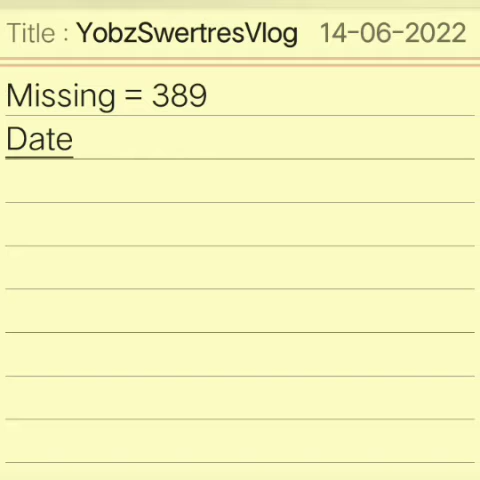 Title : YobzSwertresVlog 14-06-2022
Missing = 389
Date